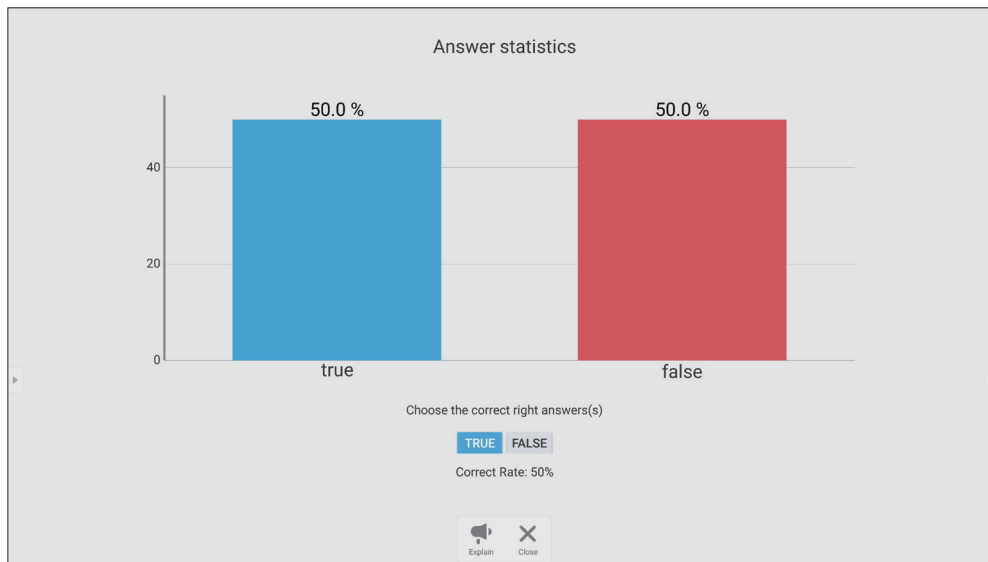 Answer statistics
50.0 % 50.0 %
40
20
0
true false
Choose the correct right answers(s)
TRUE FALSE
Correct Rate: 50%
Explain Close